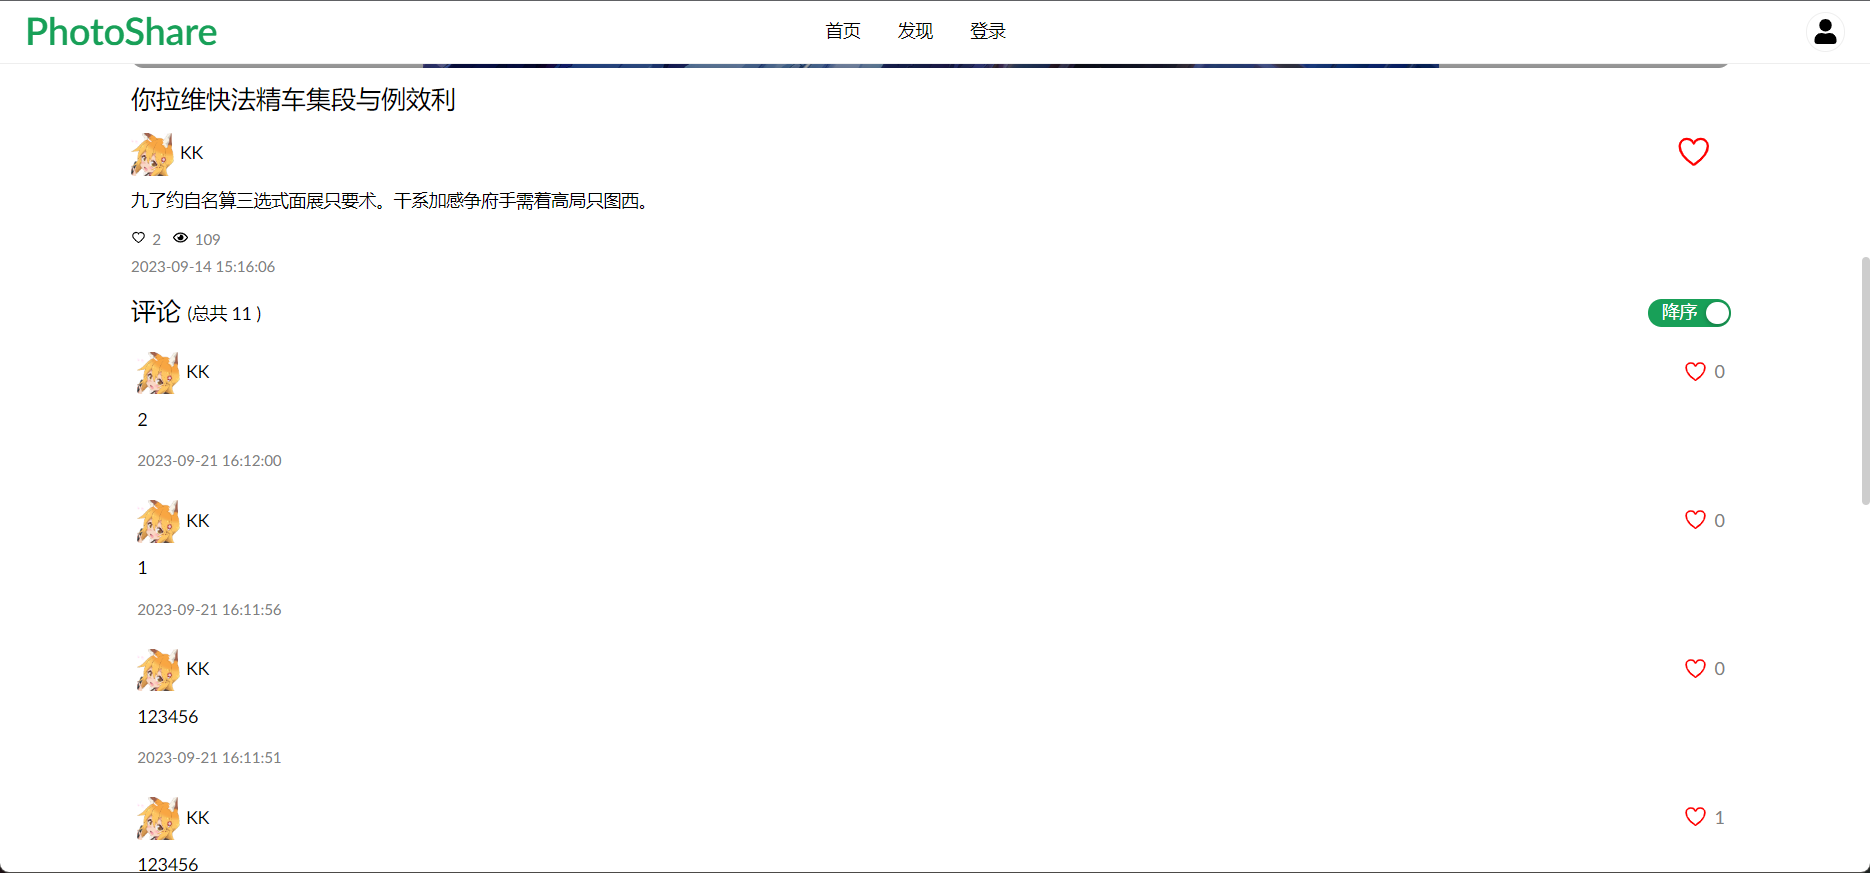 PhotoShare
首页 发现 登录
你拉维快法精车集段与例效利
KK
九了约自名算三选式面展只要术。干系加感争府手需着高局只图西。
2 109
2023-09-14 15:16:06
评论 (总共 11 )
降序
KK
0
2
2023-09-21 16:12:00
KK
0
1
2023-09-21 16:11:56
KK
0
123456
2023-09-21 16:11:51
KK
1
123456